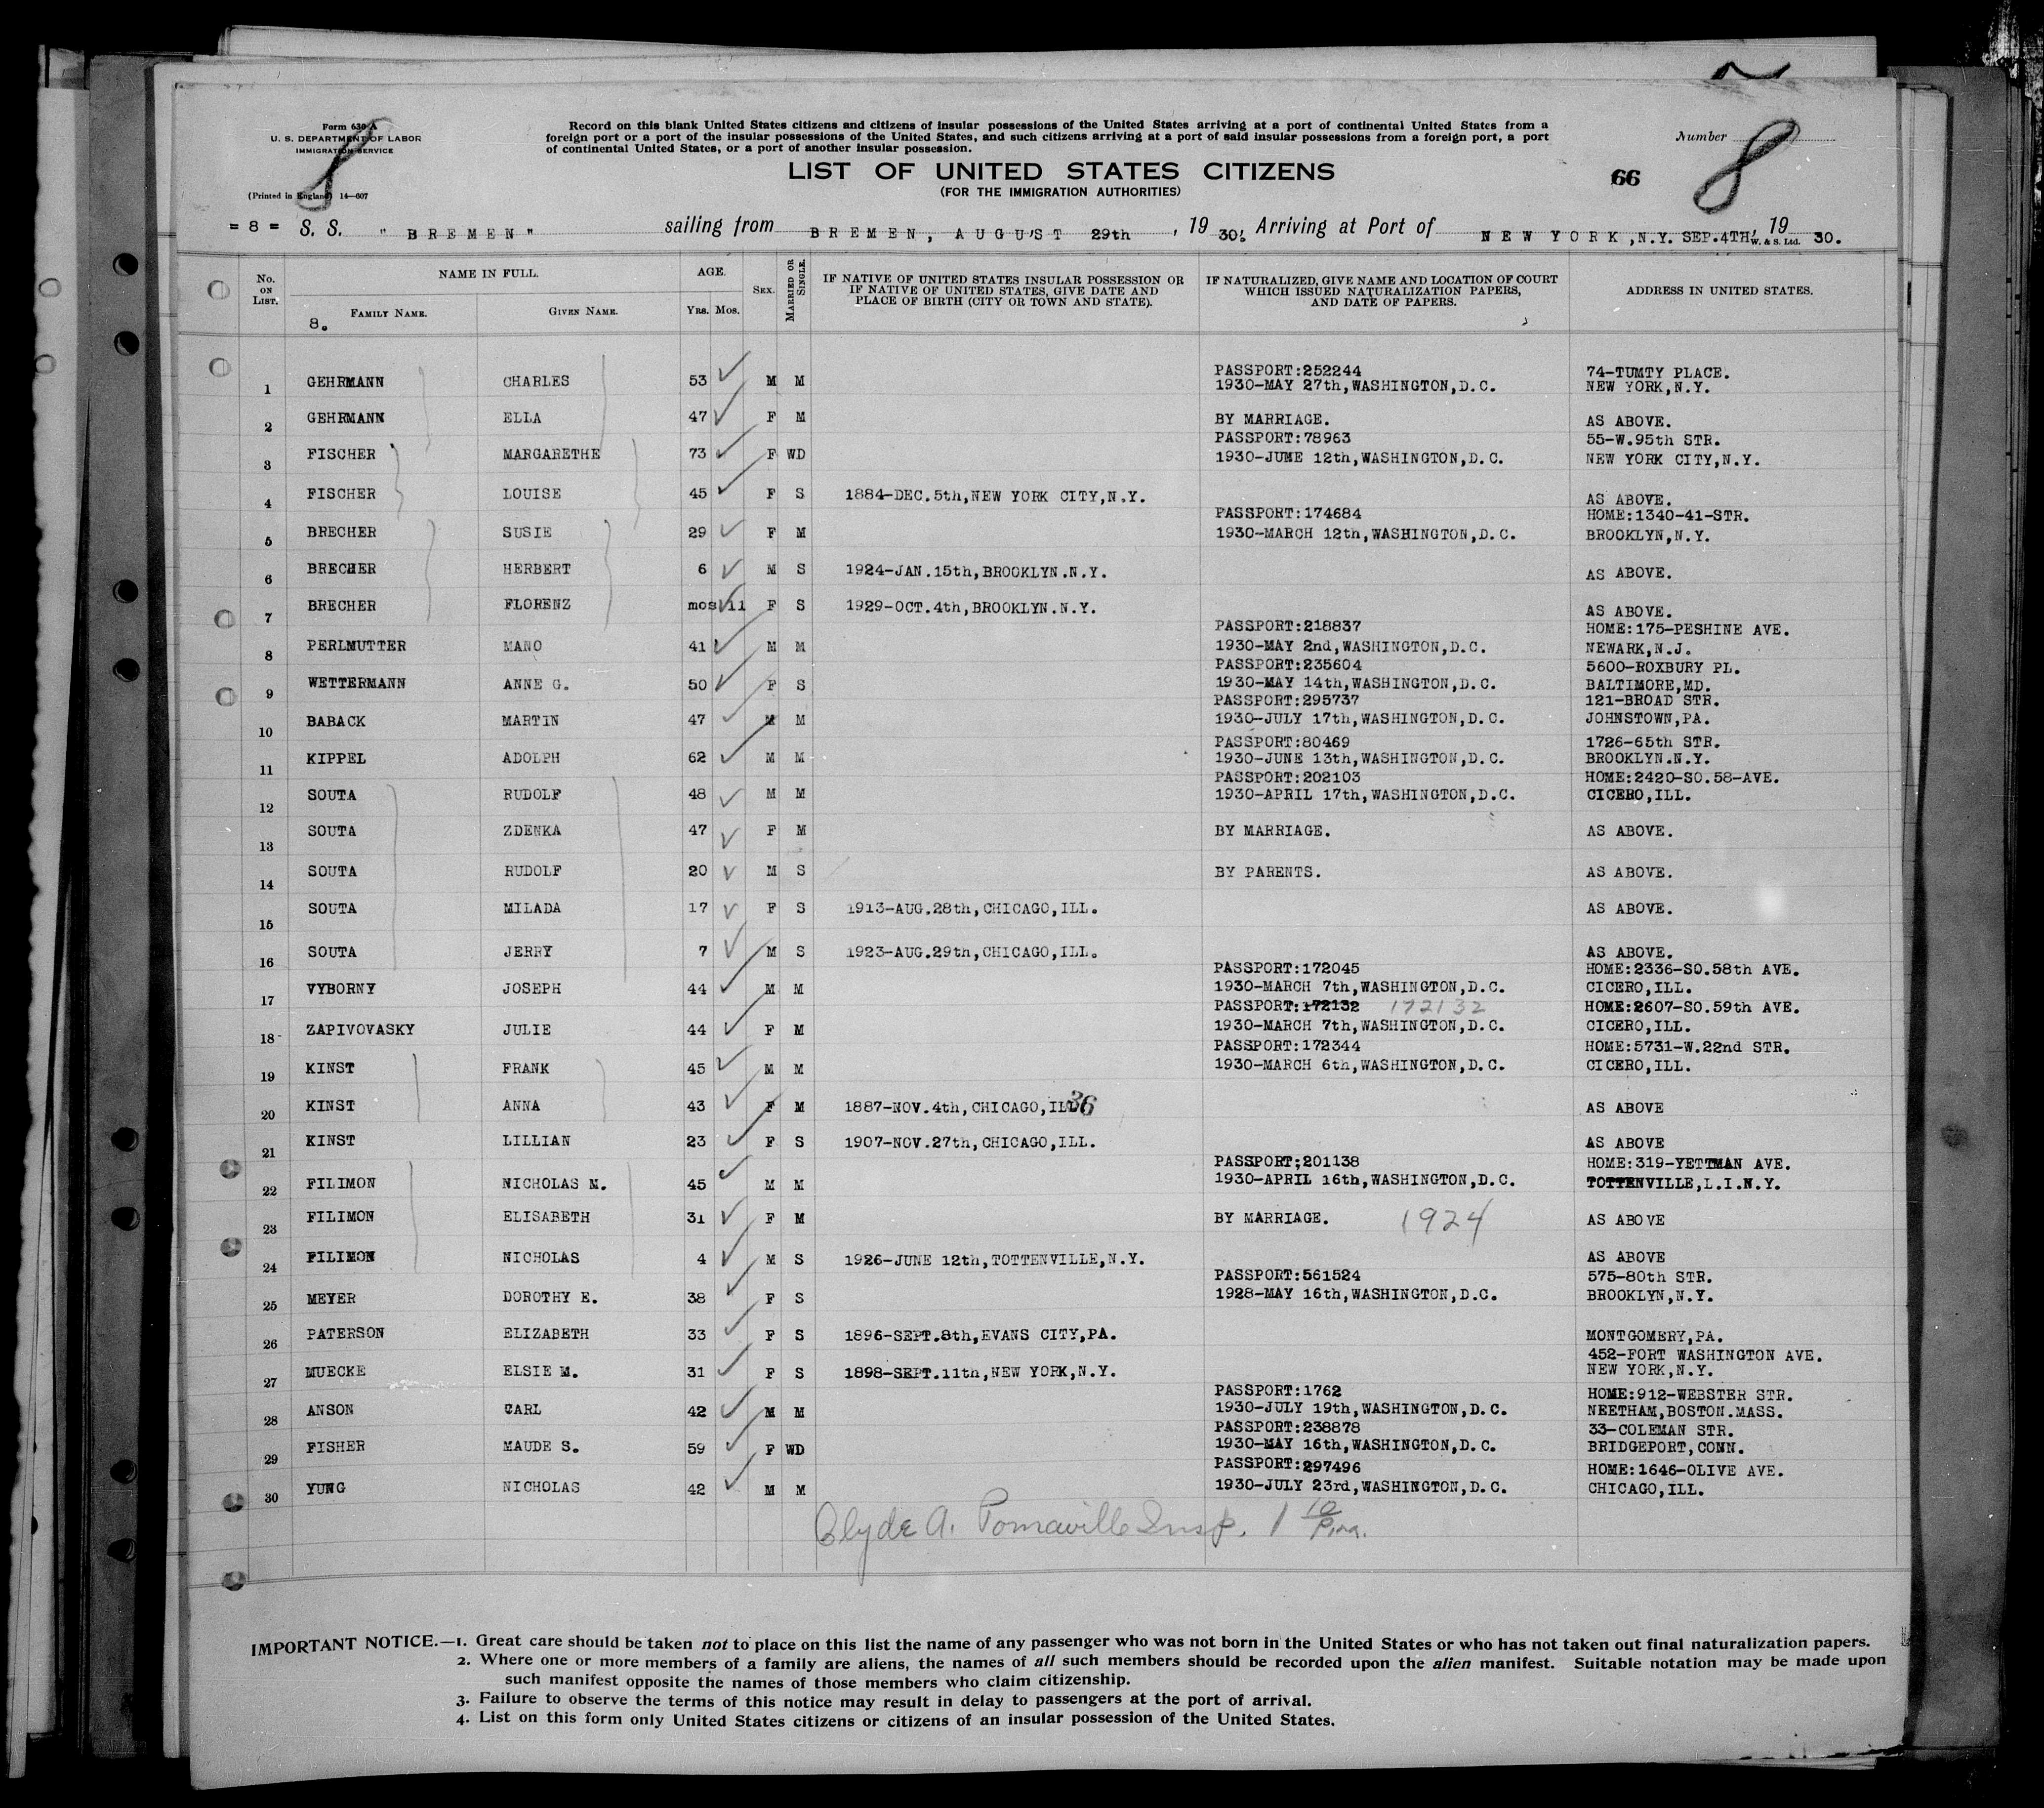 Form 630 A
U. S. DEPARTMENT OF LABOR
IMMIGRATION SERVICE
(Printed in England) 14—607
8
Record on this blank United States citizens and citizens of insular possessions of the United States arriving at a port of continental United States from a
foreign port or a port of the insular possessions of the United States, and such citizens arriving at a port of said insular possessions from a foreign port, a port
of continental United States, or a port of another insular possession.
Number 8
LIST OF UNITED STATES CITIZENS
(FOR THE IMMIGRATION AUTHORITIES)
66
= 8 = S. S. " BREMEN " sailing from BREMEN, AUGUST 29th , 19 30. Arriving at Port of NEW YORK, N.Y. SEP. 4TH, 19 30.
W. & S. Ltd.
No. ON LIST. NAME IN FULL. AGE. SEX. MARRIED OR SINGLE. IF NATIVE OF UNITED STATES INSULAR POSSESSION OR IF NATIVE OF UNITED STATES, GIVE DATE AND PLACE OF BIRTH (CITY OR TOWN AND STATE). IF NATURALIZED, GIVE NAME AND LOCATION OF COURT WHICH ISSUED NATURALIZATION PAPERS, AND DATE OF PAPERS. ADDRESS IN UNITED STATES.
8. FAMILY NAME. GIVEN NAME. YRS. MOS.
PASSPORT:252244 74-TUMTY PLACE.
1 GEHRMANN CHARLES 53 M M 1930-MAY 27th,WASHINGTON,D.C. NEW YORK,N.Y.
2 GEHRMANN ELLA 47 F M BY MARRIAGE. AS ABOVE.
PASSPORT:78963 55-W.95th STR.
3 FISCHER MARGARETHE 73 F WD 1930-JUNE 12th,WASHINGTON,D.C. NEW YORK CITY,N.Y.
4 FISCHER LOUISE 45 F S 1884-DEC.5th,NEW YORK CITY,N.Y. AS ABOVE.
PASSPORT:174684 HOME:1340-41-STR.
5 BRECHER SUSIE 29 F M 1930-MARCH 12th,WASHINGTON,D.C. BROOKLYN,N.Y.
6 BRECHER HERBERT 6 M S 1924-JAN.15th,BROOKLYN.N.Y. AS ABOVE.
7 BRECHER FLORENZ mos 11 F S 1929-OCT.4th,BROOKLYN.N.Y. AS ABOVE.
PASSPORT:218837 HOME:175-PESHINE AVE.
8 PERLMUTTER MANO 41 M M 1930-MAY 2nd,WASHINGTON,D.C. NEWARK,N.J.
PASSPORT:235604 5600-ROXBURY PL.
9 WETTERMANN ANNE G. 50 F S 1930-MAY 14th,WASHINGTON,D.C. BALTIMORE,MD.
PASSPORT:295737 121-BROAD STR.
10 BABACK MARTIN 47 M M 1930-JULY 17th,WASHINGTON,D.C. JOHNSTOWN,PA.
PASSPORT:80469 1726-65th STR.
11 KIPPEL ADOLPH 62 M M 1930-JUNE 13th,WASHINGTON,D.C. BROOKLYN.N.Y.
PASSPORT:202103 HOME:2420-SO.58-AVE.
12 SOUTA RUDOLF 48 M M 1930-APRIL 17th,WASHINGTON,D.C. CICERO,ILL.
13 SOUTA ZDENKA 47 F M BY MARRIAGE. AS ABOVE.
14 SOUTA RUDOLF 20 M S BY PARENTS. AS ABOVE.
15 SOUTA MILADA 17 F S 1913-AUG.28th,CHICAGO,ILL. AS ABOVE.
16 SOUTA JERRY 7 M S 1923-AUG.29th,CHICAGO,ILL. AS ABOVE.
PASSPORT:172045 HOME:2336-SO.58th AVE.
17 VYBORNY JOSEPH 44 M M 1930-MARCH 7th,WASHINGTON,D.C. CICERO,ILL.
PASSPORT:172132 172132 HOME:2607-SO.59th AVE.
18 ZAPIVOVASKY JULIE 44 F M 1930-MARCH 7th,WASHINGTON,D.C. CICERO,ILL.
PASSPORT:172344 HOME:5731-W.22nd STR.
19 KINST FRANK 45 M M 1930-MARCH 6th,WASHINGTON,D.C. CICERO,ILL.
20 KINST ANNA 43 F M 1887-NOV.4th,CHICAGO,ILL. 36 AS ABOVE
21 KINST LILLIAN 23 F S 1907-NOV.27th,CHICAGO,ILL. AS ABOVE
PASSPORT:201138 HOME:319-YETTMAN AVE.
22 FILIMON NICHOLAS M. 45 M M 1930-APRIL 16th,WASHINGTON,D.C. TOTTENVILLE,L.I.N.Y.
23 FILIMON ELISABETH 31 F M BY MARRIAGE. 1924 AS ABOVE
24 FILIMON NICHOLAS 4 M S 1926-JUNE 12th,TOTTENVILLE,N.Y. AS ABOVE
PASSPORT:561524 575-80th STR.
25 MEYER DOROTHY E. 38 F S 1928-MAY 16th,WASHINGTON,D.C. BROOKLYN,N.Y.
26 PATERSON ELIZABETH 33 F S 1896-SEPT.8th,EVANS CITY,PA. MONTGOMERY,PA.
452-FORT WASHINGTON AVE.
27 MUECKE ELSIE M. 31 F S 1898-SEPT.11th,NEW YORK,N.Y. NEW YORK,N.Y.
PASSPORT:1762 HOME:912-WEBSTER STR.
28 ANSON CARL 42 M M 1930-JULY 19th,WASHINGTON,D.C. NEETHAM,BOSTON.MASS.
PASSPORT:238878 33-COLEMAN STR.
29 FISHER MAUDE S. 59 F WD 1930-MAY 16th,WASHINGTON,D.C. BRIDGEPORT,CONN.
PASSPORT:297496 HOME:1646-OLIVE AVE.
30 YUNG NICHOLAS 42 M M 1930-JULY 23rd,WASHINGTON,D.C. CHICAGO,ILL.
Clyde A. Pomaville Insp. 1 10
IMPORTANT NOTICE.—1. Great care should be taken not to place on this list the name of any passenger who was not born in the United States or who has not taken out final naturalization papers.
2. Where one or more members of a family are aliens, the names of all such members should be recorded upon the alien manifest. Suitable notation may be made upon
such manifest opposite the names of those members who claim citizenship.
3. Failure to observe the terms of this notice may result in delay to passengers at the port of arrival.
4. List on this form only United States citizens or citizens of an insular possession of the United States.